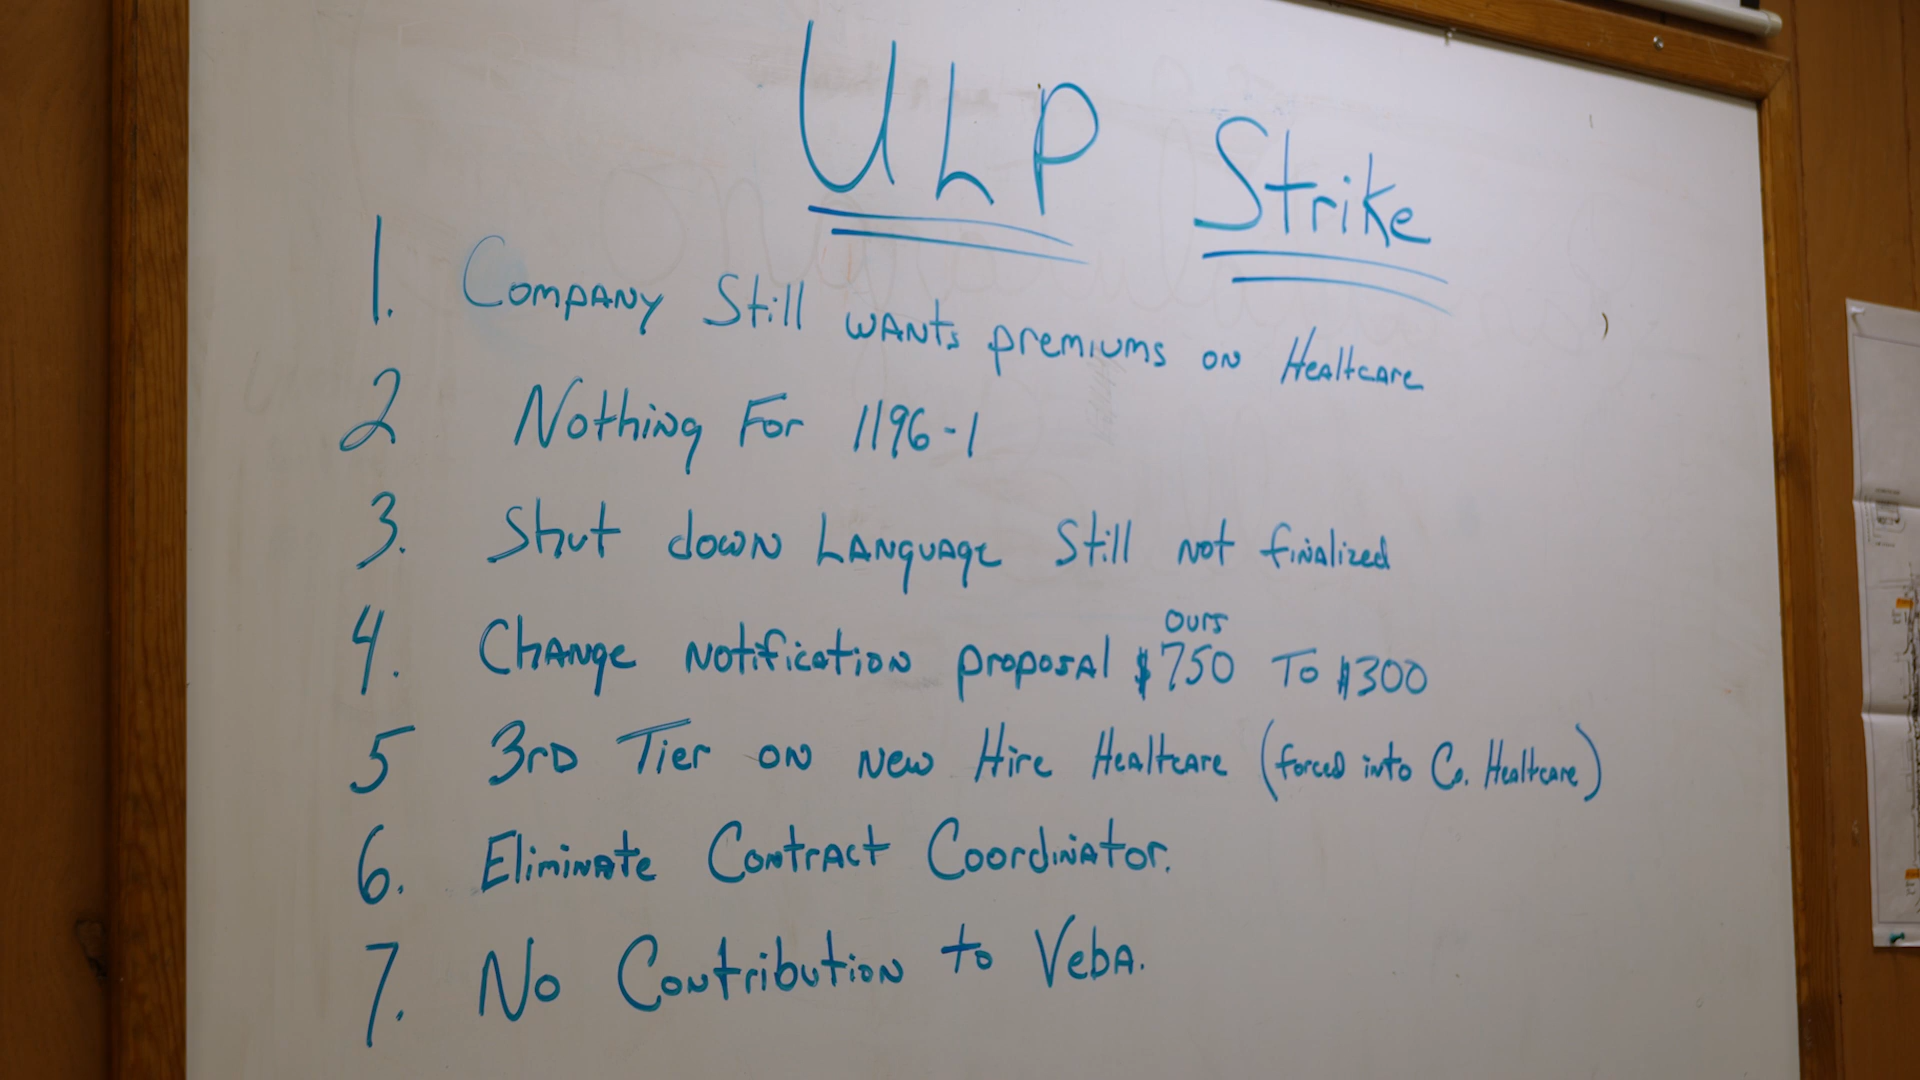 ULP Strike
1. Company Still wants premiums on Healtcare
2 Nothing For 1196-1
3. Shut down Language Still not finalized
ours
4. Change notification proposal $750 To $300
5 3rd Tier on new Hire Healtcare (forced into Co. Healtcare)
6. Eliminate Contract Coordinator.
7. No Contribution to Veba.